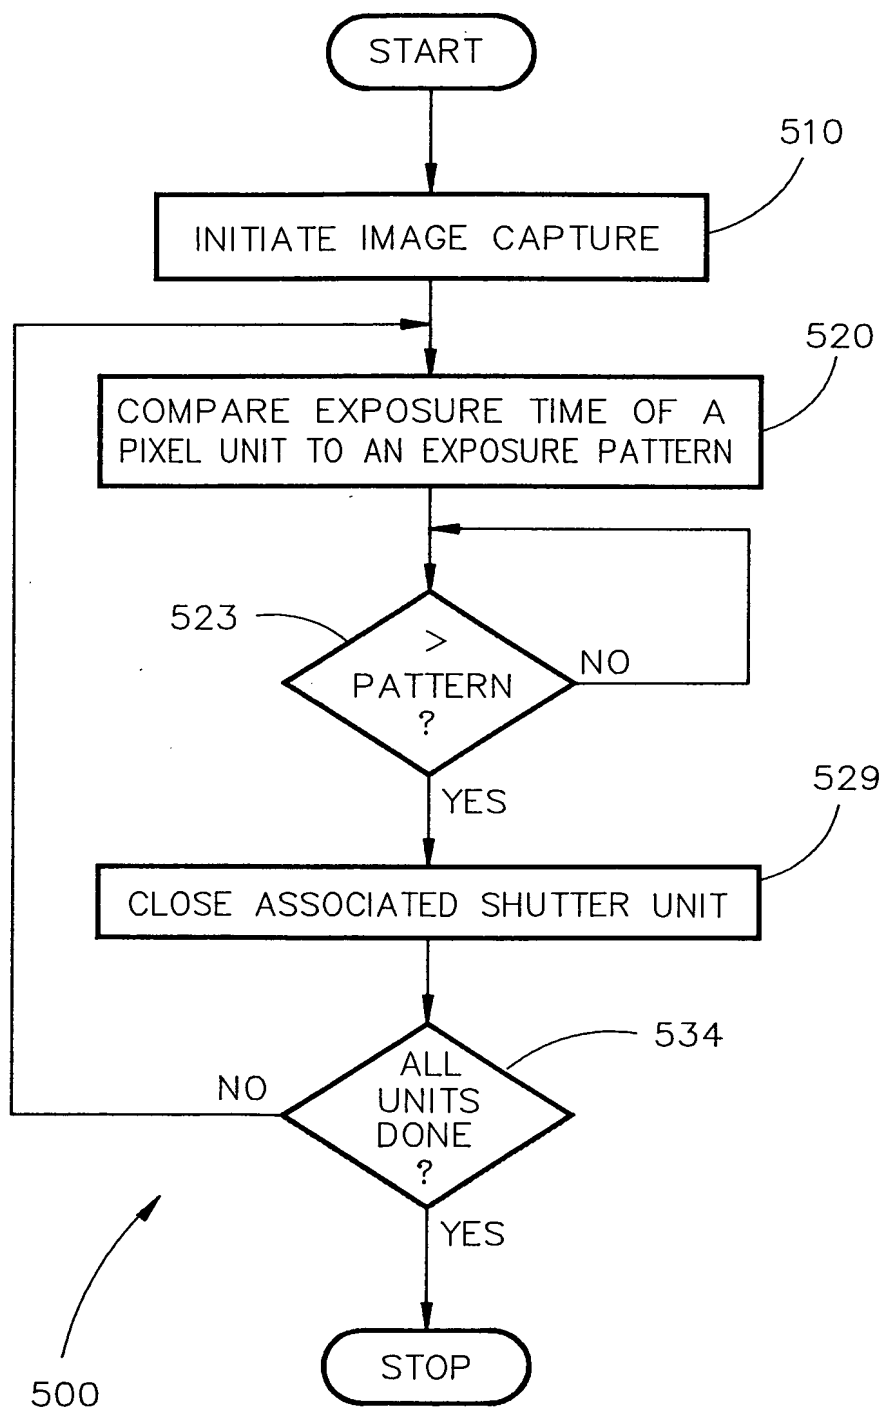 START
510
INITIATE IMAGE CAPTURE
520
COMPARE EXPOSURE TIME OF A
PIXEL UNIT TO AN EXPOSURE PATTERN
523
>
PATTERN
?
NO
YES
529
CLOSE ASSOCIATED SHUTTER UNIT
534
ALL
UNITS
DONE
?
NO
YES
STOP
500